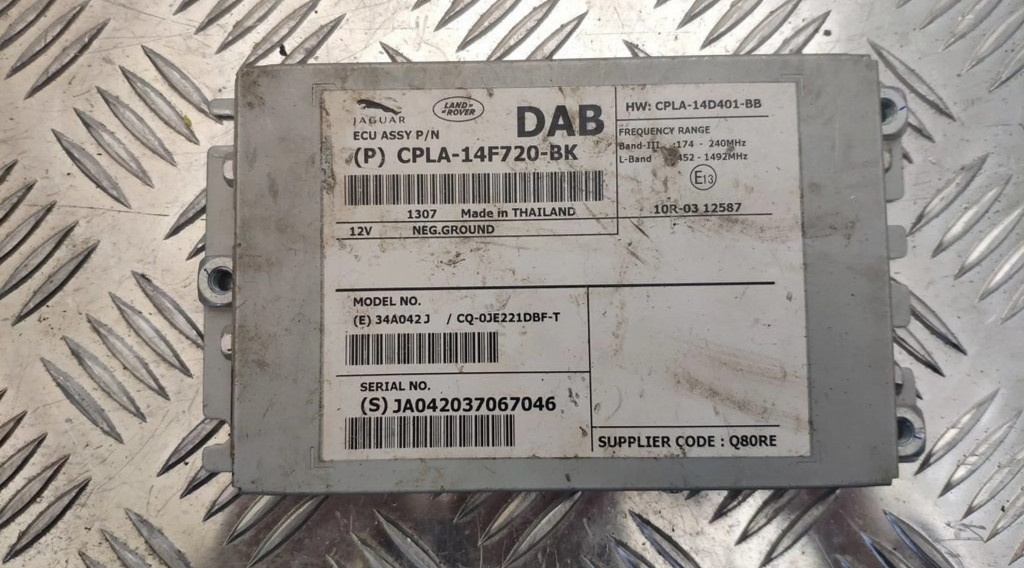 JAGUAR
LAND ROVER
DAB
ECU ASSY P/N
(P) CPLA-14F720-BK
1307 Made in THAILAND
12V NEG.GROUND
HW: CPLA-14D401-BB
FREQUENCY RANGE
Band-III :174 - 240MHz
L-Band 452 - 1492MHz
E13
10R-03 12587
MODEL NO.
(E) 34A042J / CQ-0JE221DBF-T
SERIAL NO.
(S) JA042037067046
SUPPLIER CODE : Q80RE